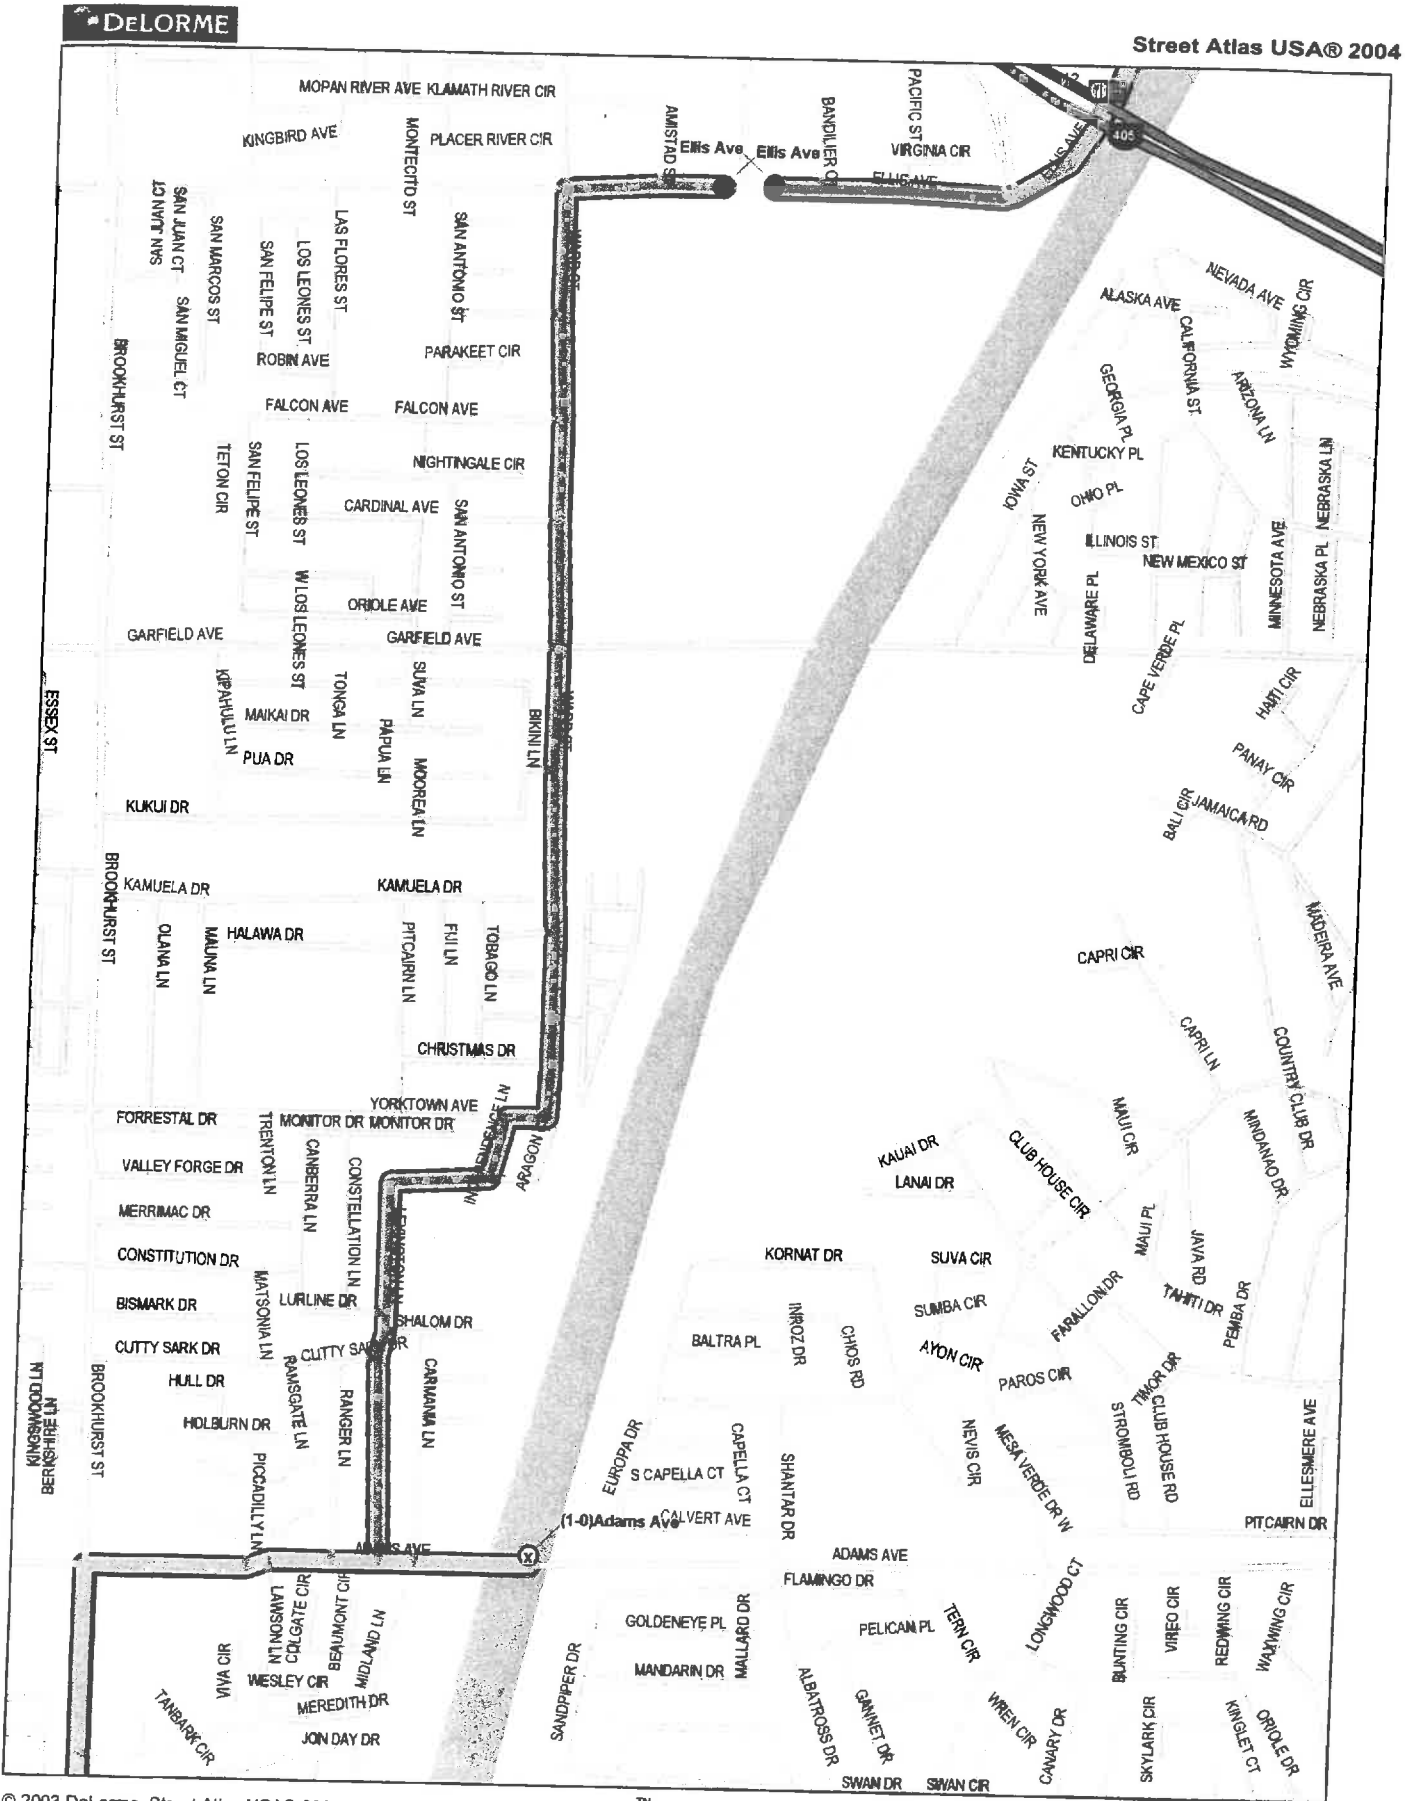 DELORME
Street Atlas USA® 2004
MOPAN RIVER AVE KLAMATH RIVER CIR
KINGBIRD AVE
MONTECITO ST
PLACER RIVER CIR
AMISTAD ST
Ellis Ave
Ellis Ave
BANDILIER CIR
PACIFIC ST
VIRGINIA CIR
ELLIS AVE
ELLIS AVE
405
SAN JUAN CT
SAN JUAN CT
SAN MARCOS ST
SAN MIGUEL CT
SAN FELIPE ST
LOS LEONES ST
LAS FLORES ST
SAN ANTONIO ST
WARD ST
ROBIN AVE
PARAKEET CIR
BROOKHURST ST
FALCON AVE
FALCON AVE
NEVADA AVE
ALASKA AVE
WYOMING CIR
CALIFORNIA ST
GEORGIA PL
ARIZONA LN
TETON CIR
SAN FELIPE ST
LOS LEONES ST
NIGHTINGALE CIR
CARDINAL AVE
SAN ANTONIO ST
KENTUCKY PL
IOWA ST
OHIO PL
NEBRASKA LN
NEW YORK AVE
ILLINOIS ST
NEW MEXICO ST
MINNESOTA AVE
NEBRASKA PL
DELAWARE PL
W LOS LEONES ST
ORIOLE AVE
GARFIELD AVE
GARFIELD AVE
CAPE VERDE PL
HAITI CIR
ESSEX ST
KIPAHULU LN
MAIKAI DR
PUA DR
TONGA LN
SUVA LN
PAPUA LN
MOOREA LN
BIKINI LN
WARD ST
PANAY CIR
BALI CIR
JAMAICA RD
KUKUI DR
BROOKHURST ST
KAMUELA DR
KAMUELA DR
OLANA LN
MAUNA LN
HALAWA DR
PITCAIRN LN
FIJI LN
TOBAGO LN
MADEIRA AVE
CAPRI CIR
CAPRI LN
COUNTRY CLUB DR
CHRISTMAS DR
YORKTOWN AVE
FORRESTAL DR
TRENTON LN
MONITOR DR MONITOR DR
INDEPENDENCE LN
ARAGON
VALLEY FORGE DR
CANBERRA LN
CONSTELLATION LN
MAUI CIR
KAUAI DR
CLUB HOUSE CIR
MINDANAO DR
LANAI DR
MERRIMAC DR
LEXINGTON LN
MAUI PL
JAVA RD
CONSTITUTION DR
KORNAT DR
SUVA CIR
BISMARK DR
MATSONIA LN
LURLINE DR
SHALOM DR
SUMBA CIR
FARALLON DR
TAHITI DR
PEMBA DR
CUTTY SARK DR
CUTTY SARK DR
BALTRA PL
INROZ DR
CHIOS RD
AYON CIR
HULL DR
PAROS CIR
TIMOR DR
KINGSWOOD LN
BERKSHIRE LN
BROOKHURST ST
RAMSGATE LN
RANGER LN
CARMANIA LN
HOLBURN DR
EUROPA DR
CAPELLA CT
S CAPELLA CT
SHANTAR DR
NEVIS CIR
MESA VERDE DR W
STROMBOLI RD
CLUB HOUSE RD
ELLESMERE AVE
PICCADILLY LN
(1-0)Adams Ave
CALVERT AVE
PITCAIRN DR
ADAMS AVE
X
ADAMS AVE
FLAMINGO DR
LAWSON LN
COLGATE CIR
BEAUMONT CIR
MIDLAND LN
GOLDENEYE PL
MALLARD DR
PELICAN PL
TERN CIR
LONGWOOD CT
BUNTING CIR
VIREO CIR
REDWING CIR
WAXWING CIR
VIVA CIR
WESLEY CIR
SANDPIPER DR
MANDARIN DR
MEREDITH DR
TANBARK CIR
JON DAY DR
ALBATROSS DR
GANNET DR
WREN CIR
CANARY DR
SKYLARK CIR
KINGLET CT
ORIOLE DR
SWAN DR
SWAN CIR
TM